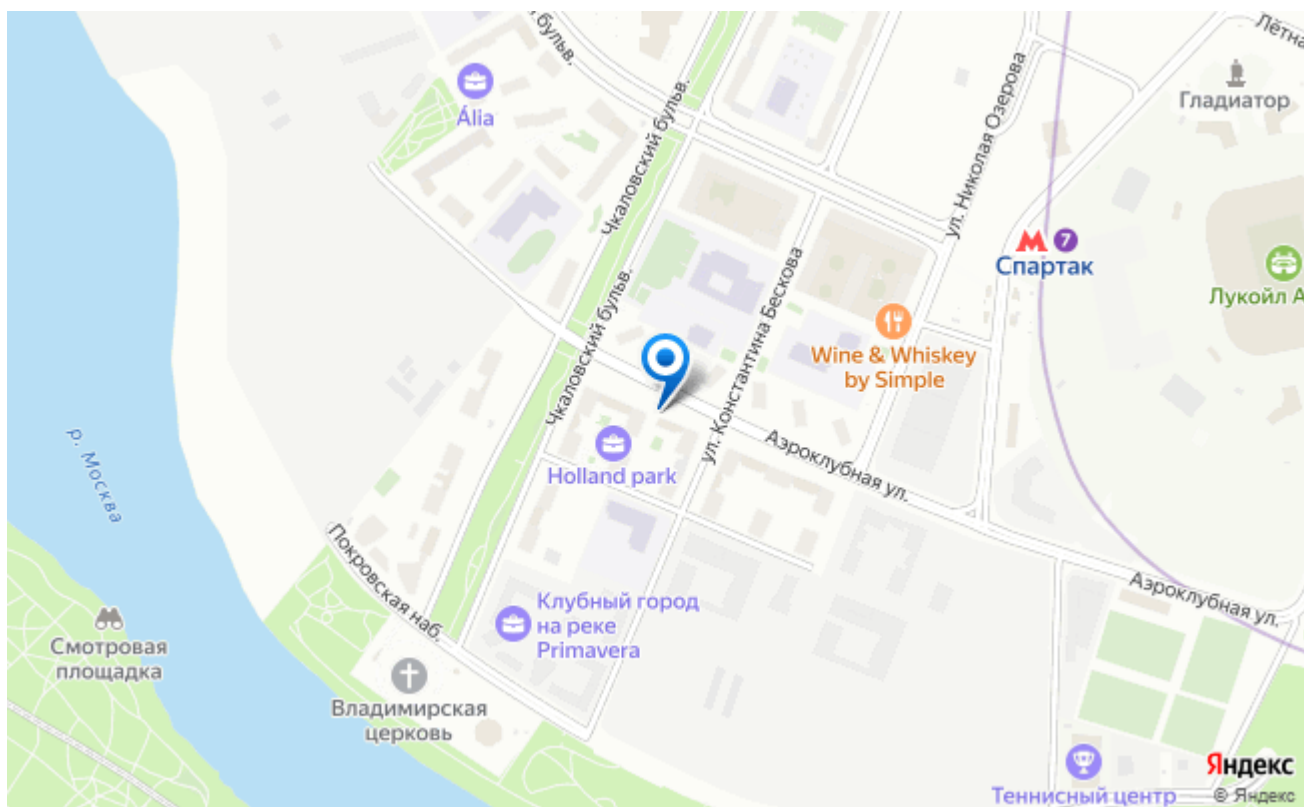 й бульв.
Ália
Чкаловский бульв.
Чкаловский бульв.
ул. Николая Озерова
Лётна
Гладиатор
М 7
Спартак
Лукойл А
ул. Константина Бескова
Wine & Whiskey
by Simple
Holland park
Аэроклубная ул.
р. Москва
Покровская наб.
Клубный город
на реке
Primavera
Аэроклубная ул.
Смотровая
площадка
Владимирская
церковь
Теннисный центр
Яндекс
© Яндекс